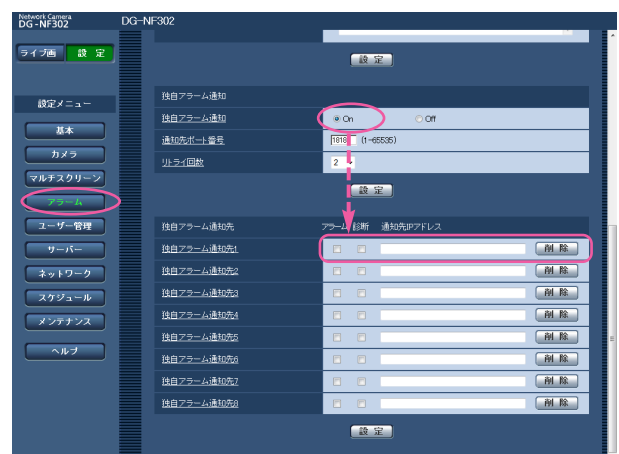 Network Camera
DG-NF302
DG-NF302
ライブ画
設 定
設定メニュー
基本
カメラ
マルチスクリーン
アラーム
ユーザー管理
サーバー
ネットワーク
スケジュール
メンテナンス
ヘルプ
設 定
独自アラーム通知
独自アラーム通知 On Off
通知先ポート番号 1818 (1-65535)
リトライ回数 2
設 定
独自アラーム通知先 アラーム 診断 通知先IPアドレス
独自アラーム通知先1 削 除
独自アラーム通知先2 削 除
独自アラーム通知先3 削 除
独自アラーム通知先4 削 除
独自アラーム通知先5 削 除
独自アラーム通知先6 削 除
独自アラーム通知先7 削 除
独自アラーム通知先8 削 除
設 定